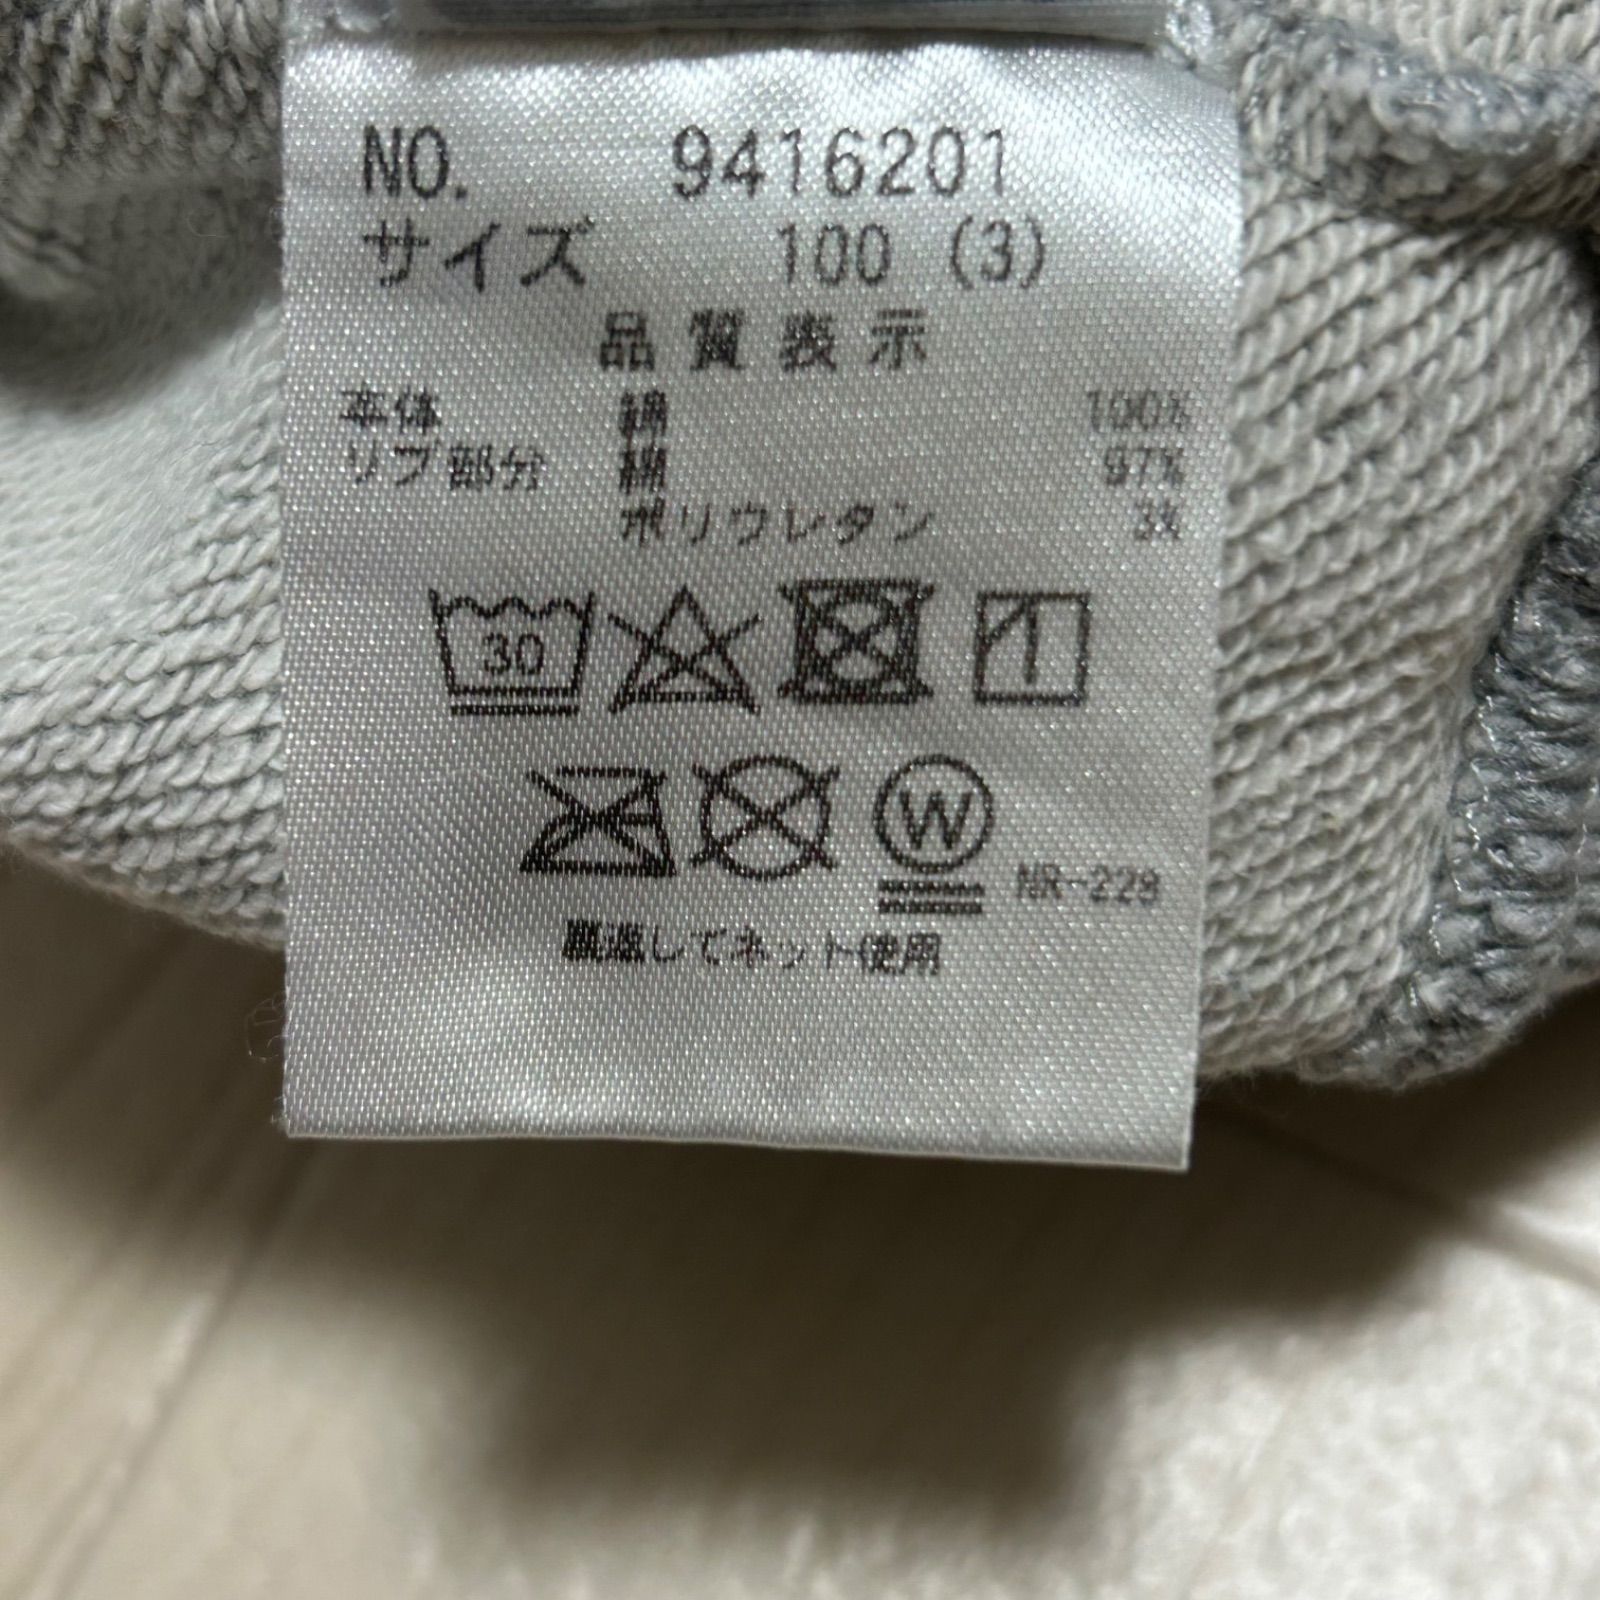 NO. 9416201
サイズ 100 (3)
品質表示
本体 綿 100%
リブ部分 綿 97%
ポリウレタン 3%
30
W
NR-228
裏返してネット使用